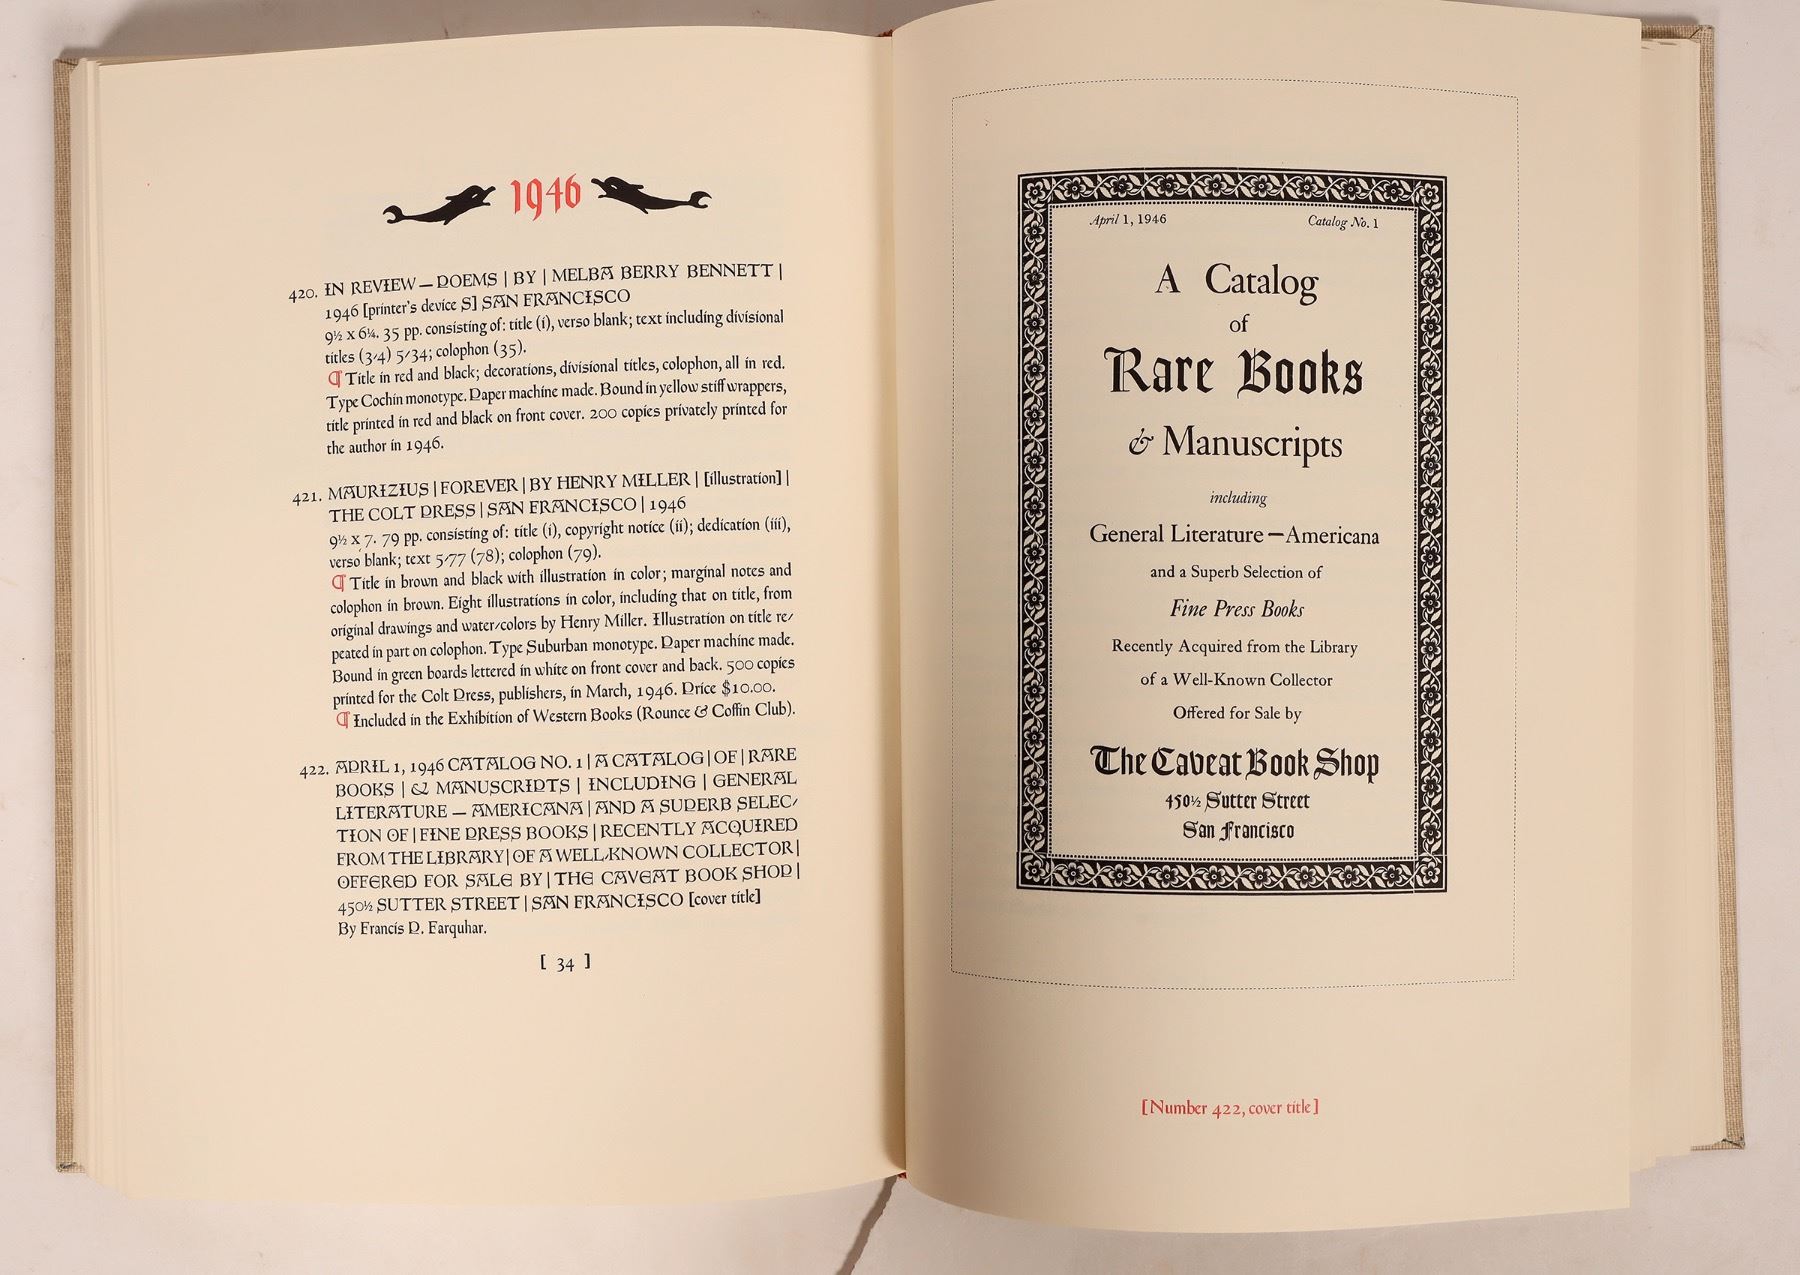 1946
420. IN REVIEW — POEMS | BY | MELBA BERRY BENNETT |
1946 [printer's device S] SAN FRANCISCO
9½ x 6¼. 35 pp. consisting of: title (i), verso blank; text including divisional
titles (3-4) 5-34; colophon (35).
¶ Title in red and black; decorations, divisional titles, colophon, all in red.
Type Cochin monotype. Paper machine made. Bound in yellow stiff wrappers,
title printed in red and black on front cover. 200 copies privately printed for
the author in 1946.
421. MAURIZIUS | FOREVER | BY HENRY MILLER | [illustration] |
THE COLT PRESS | SAN FRANCISCO | 1946
9½ x 7. 79 pp. consisting of: title (i), copyright notice (ii); dedication (iii),
verso blank; text 5-77 (78); colophon (79).
¶ Title in brown and black with illustration in color; marginal notes and
colophon in brown. Eight illustrations in color, including that on title, from
original drawings and water-colors by Henry Miller. Illustration on title re-
peated in part on colophon. Type Suburban monotype. Paper machine made.
Bound in green boards lettered in white on front cover and back. 500 copies
printed for the Colt Press, publishers, in March, 1946. Price $10.00.
¶ Included in the Exhibition of Western Books (Rounce & Coffin Club).
422. APRIL 1, 1946 CATALOG NO. 1 | A CATALOG | OF | RARE
BOOKS | & MANUSCRIPTS | INCLUDING | GENERAL
LITERATURE — AMERICANA | AND A SUPERB SELEC-
TION OF | FINE PRESS BOOKS | RECENTLY ACQUIRED
FROM THE LIBRARY | OF A WELL-KNOWN COLLECTOR |
OFFERED FOR SALE BY | THE CAVEAT BOOK SHOP |
450½ SUTTER STREET | SAN FRANCISCO [cover title]
By Francis P. Farquhar.
[ 34 ]
April 1, 1946 Catalog No. 1
A Catalog
of
Rare Books
& Manuscripts
including
General Literature — Americana
and a Superb Selection of
Fine Press Books
Recently Acquired from the Library
of a Well-Known Collector
Offered for Sale by
The Caveat Book Shop
450½ Sutter Street
San Francisco
[Number 422, cover title]